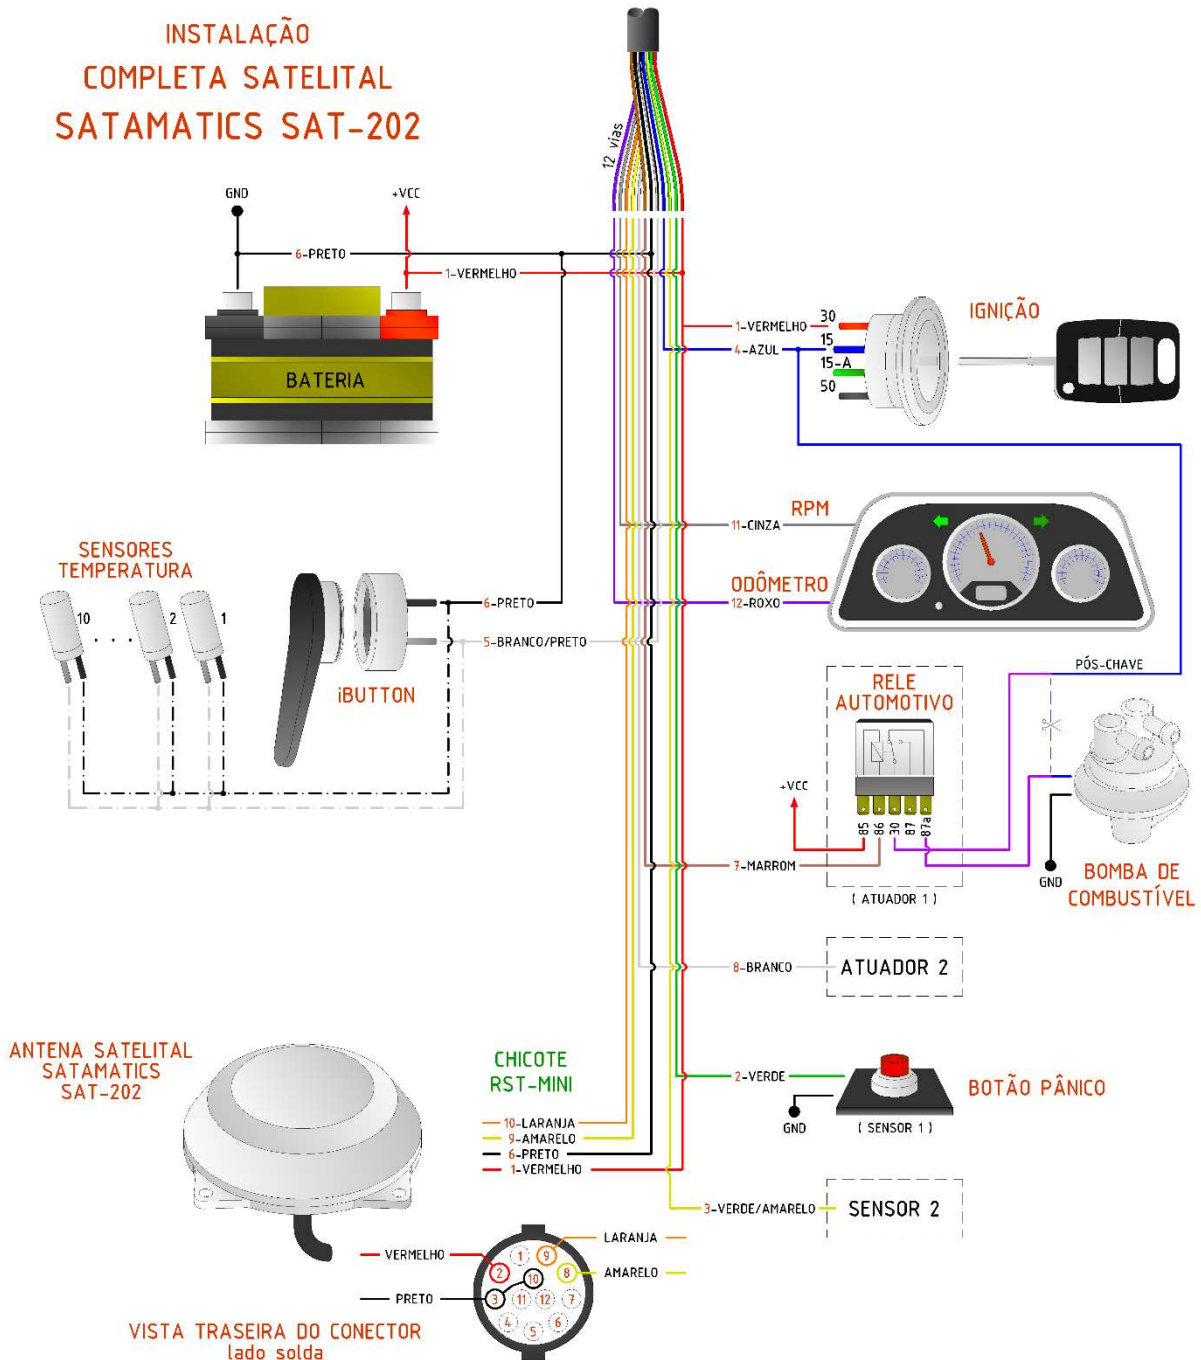 INSTALAÇÃO
COMPLETA SATELITAL
SATAMATICS SAT-202
12 vias
GND
+VCC
6-PRETO
1-VERMELHO
BATERIA
1-VERMELHO
4-AZUL
30
15
15-A
50
IGNIÇÃO
11-CINZA
RPM
ODÔMETRO
12-ROXO
SENSORES
TEMPERATURA
10
. . .
2
1
6-PRETO
5-BRANCO/PRETO
iBUTTON
PÓS-CHAVE
RELE
AUTOMOTIVO
+VCC
85
86
30
87
87a
7-MARROM
( ATUADOR 1 )
GND
BOMBA DE
COMBUSTÍVEL
8-BRANCO
ATUADOR 2
ANTENA SATELITAL
SATAMATICS
SAT-202
CHICOTE
RST-MINI
10-LARANJA
9-AMARELO
6-PRETO
1-VERMELHO
2-VERDE
GND
( SENSOR 1 )
BOTÃO PÂNICO
3-VERDE/AMARELO
SENSOR 2
VERMELHO
LARANJA
AMARELO
PRETO
1
9
2
10
8
3
11
12
7
4
5
6
VISTA TRASEIRA DO CONECTOR
lado solda